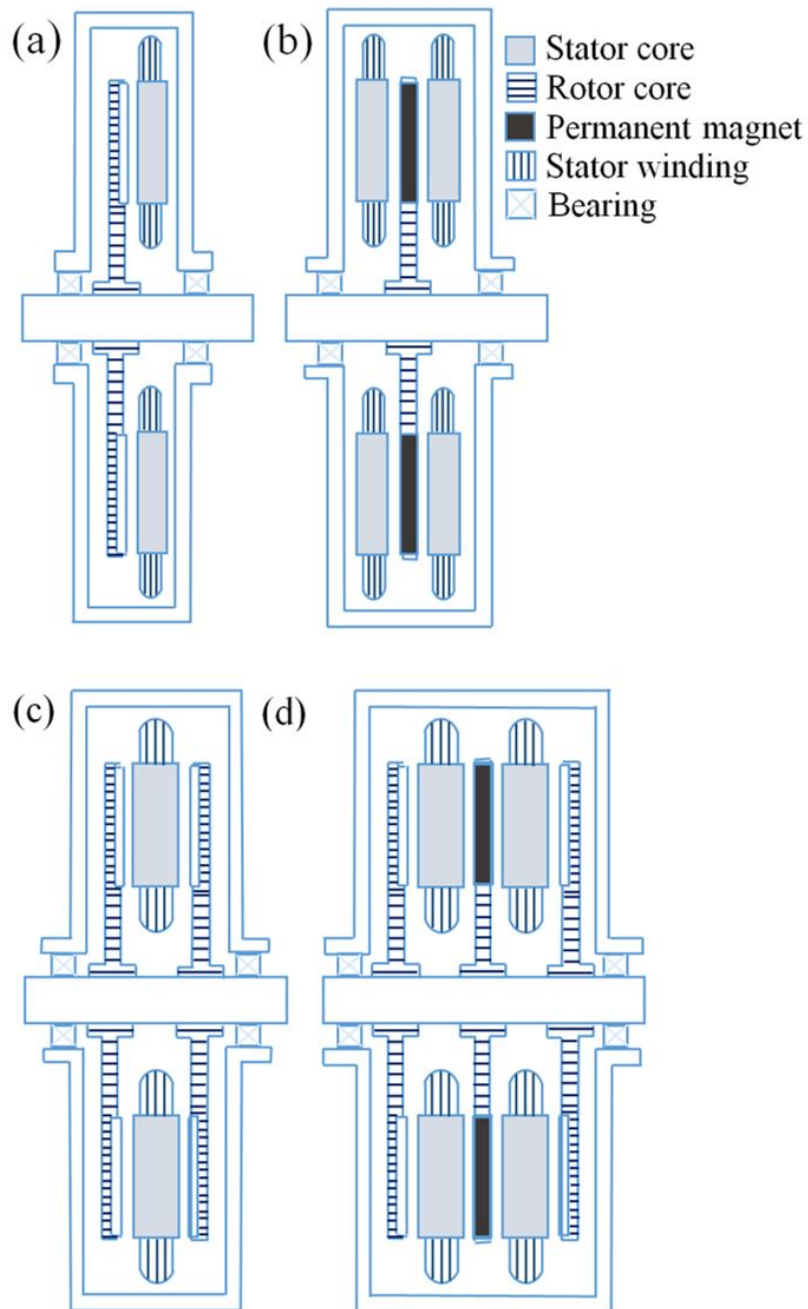 (a)
(b)
Stator core
Rotor core
Permanent magnet
Stator winding
Bearing
(c)
(d)